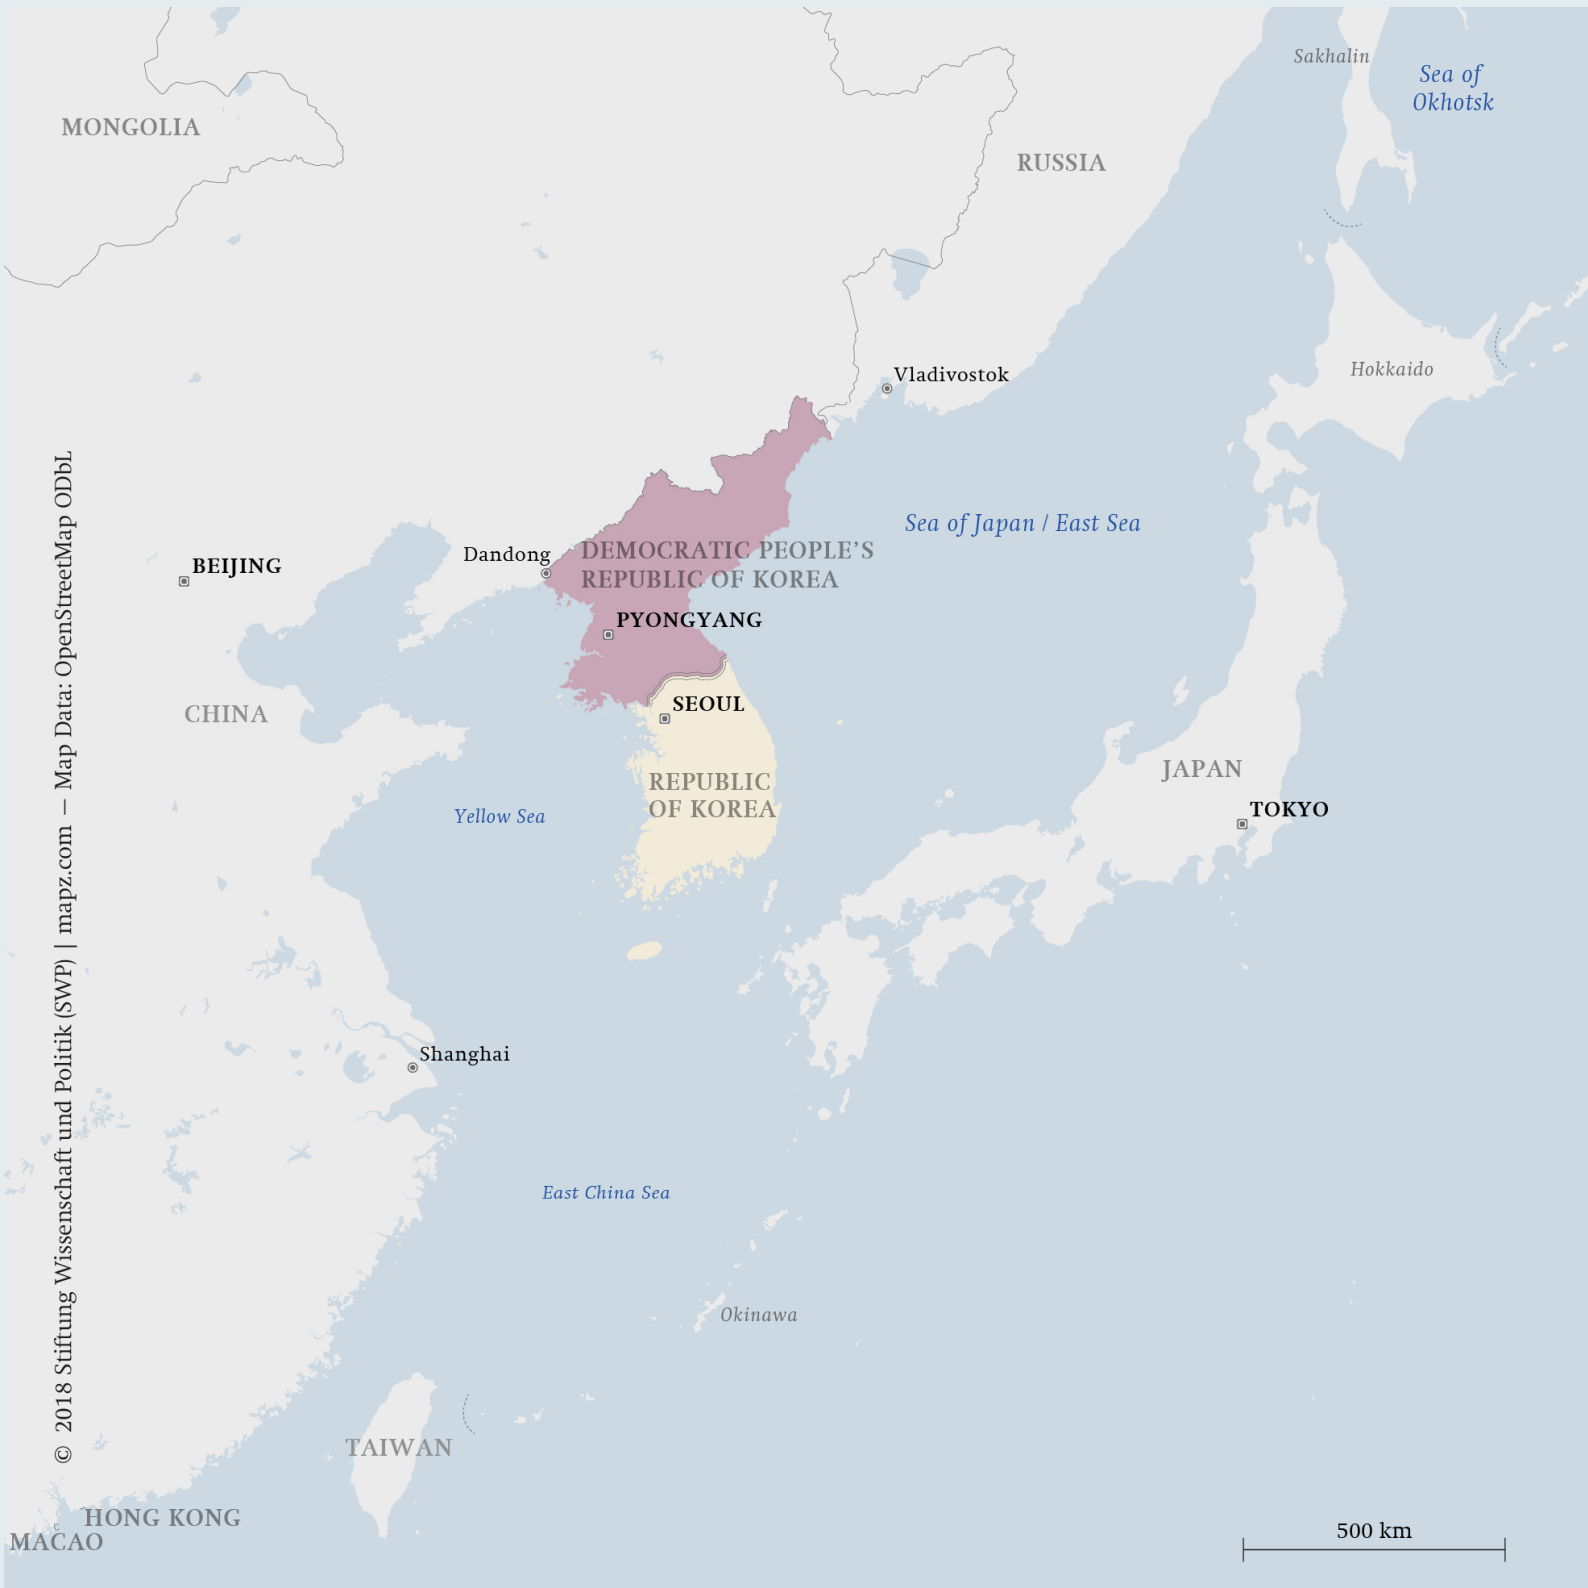 Sakhalin
Sea of
Okhotsk
MONGOLIA
RUSSIA
Vladivostok
Hokkaido
Sea of Japan / East Sea
Dandong
DEMOCRATIC PEOPLE’S
REPUBLIC OF KOREA
BEIJING
PYONGYANG
SEOUL
CHINA
JAPAN
REPUBLIC
OF KOREA
TOKYO
Yellow Sea
Shanghai
East China Sea
Okinawa
TAIWAN
HONG KONG
MACAO
500 km
© 2018 Stiftung Wissenschaft und Politik (SWP) | mapz.com — Map Data: OpenStreetMap ODbL